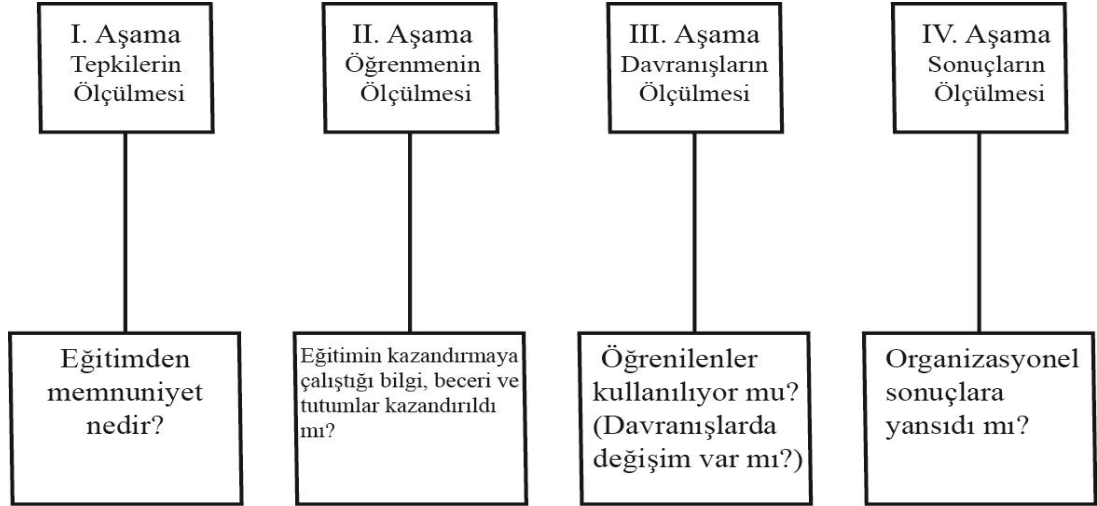 I. Aşama
Tepkilerin
Ölçülmesi
II. Aşama
Öğrenmenin
Ölçülmesi
III. Aşama
Davranışların
Ölçülmesi
IV. Aşama
Sonuçların
Ölçülmesi
Eğitimden
memnuniyet
nedir?
Eğitimin kazandırmaya
çalıştığı bilgi, beceri ve
tutumlar kazandırıldı
mı?
Öğrenilenler
kullanılıyor mu?
(Davranışlarda
değişim var mı?)
Organizasyonel
sonuçlara
yansıdı mı?